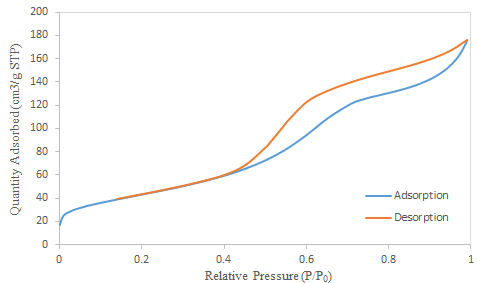 200
180
160
140
120
100
80
60
40
20
0
Quantity Adsorbed (cm3/g STP)
Adsorption
Desorption
0 0.2 0.4 0.6 0.8 1
Relative Pressure (P/P₀)